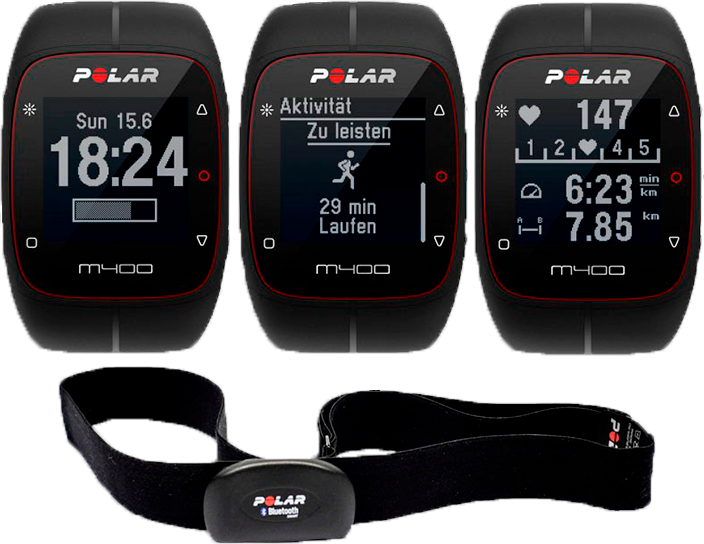 POLAR
Sun 15.6
18:24
M400
POLAR
Aktivität
Zu leisten
29 min
Laufen
M400
POLAR
147
1 2 4 5
6:23 min/km
A B
7.85 km
M400
POLAR
Bluetooth
POLAR